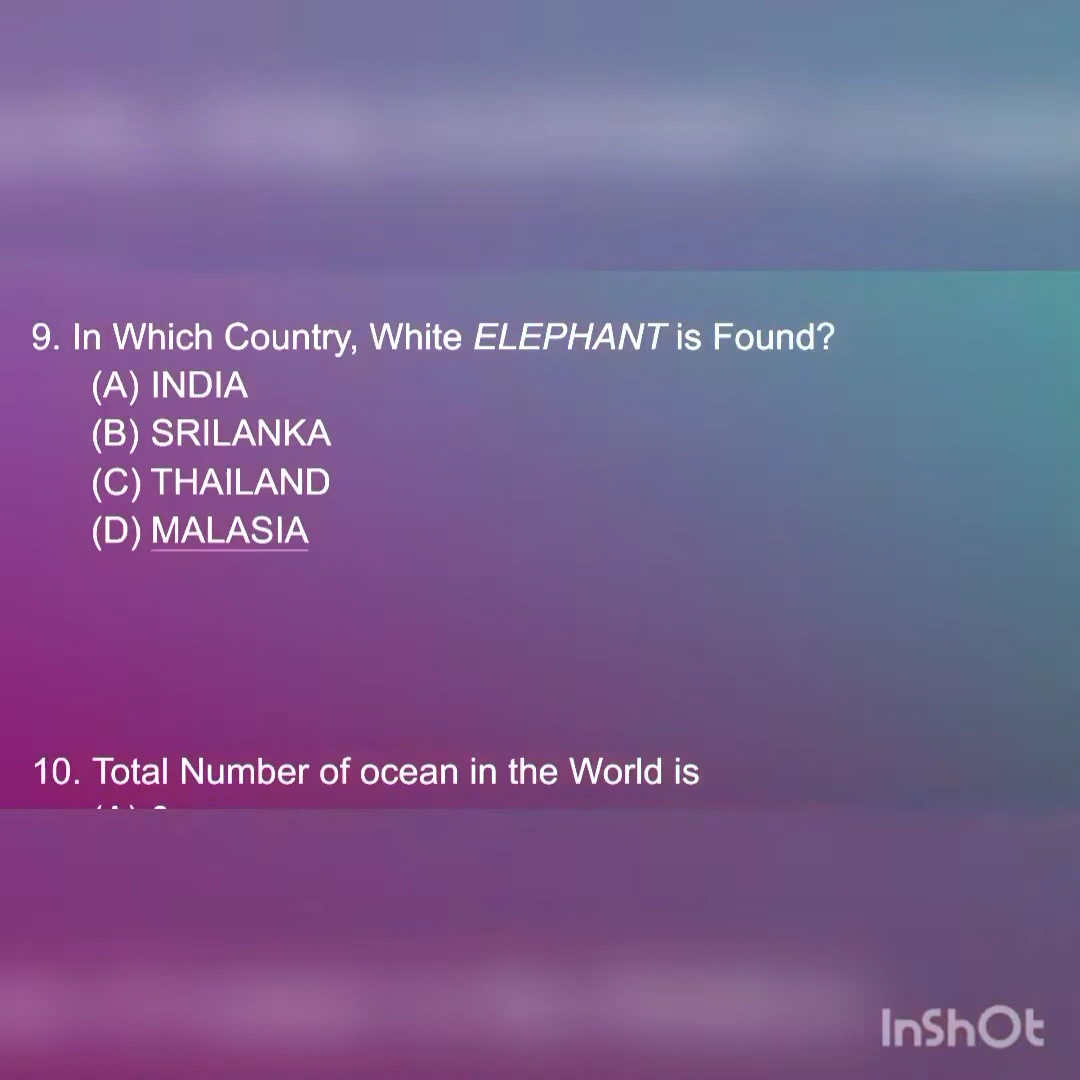 9. In Which Country, White ELEPHANT is Found?
(A) INDIA
(B) SRILANKA
(C) THAILAND
(D) MALASIA
10. Total Number of ocean in the World is
InShOt